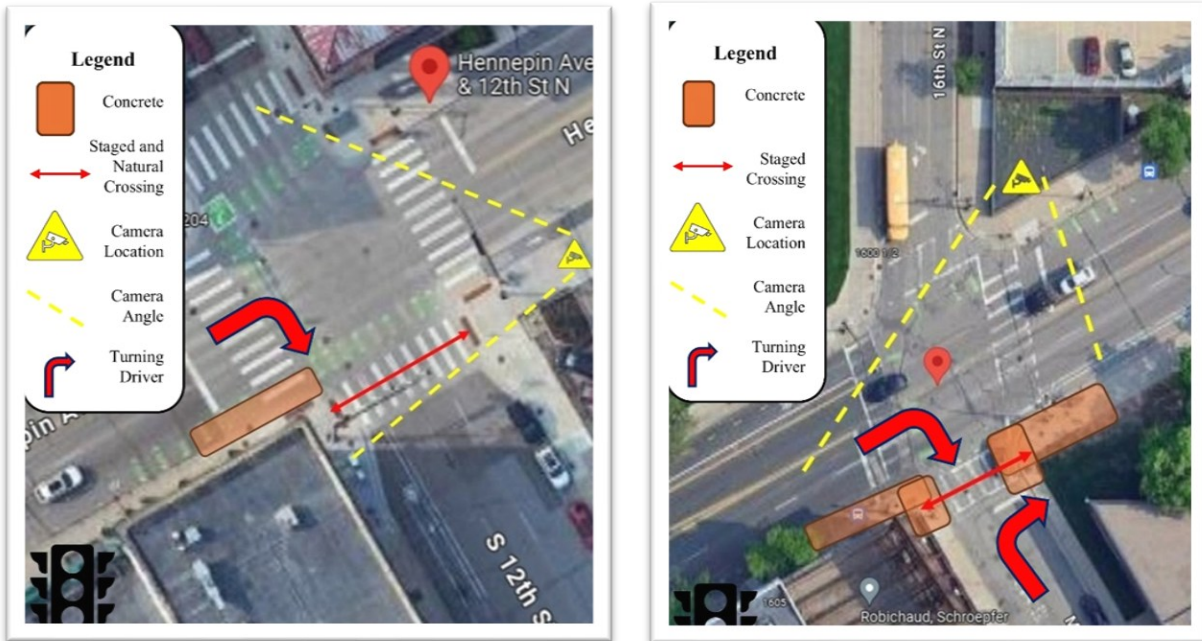 Legend
Concrete
Staged and
Natural
Crossing
Camera
Location
Camera
Angle
Turning
Driver
Hennepin Ave
& 12th St N
He
204
pin A
S 12th S
Legend
Concrete
Staged
Crossing
Camera
Location
Camera
Angle
Turning
Driver
16th St N
1600 1/2
1605
Robichaud, Schroepfer
M